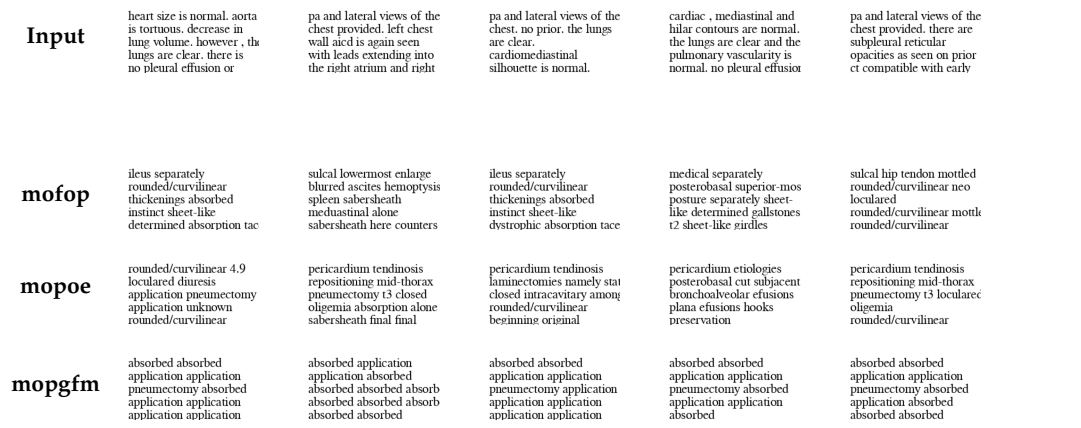 Input
heart size is normal. aorta
is tortuous. decrease in
lung volume. however , the
lungs are clear. there is
no pleural effusion or
pa and lateral views of the
chest provided. left chest
wall aicd is again seen
with leads extending into
the right atrium and right
pa and lateral views of the
chest. no prior. the lungs
are clear.
cardiomediastinal
silhouette is normal.
cardiac , mediastinal and
hilar contours are normal.
the lungs are clear and the
pulmonary vascularity is
normal. no pleural effusion
pa and lateral views of the
chest provided. there are
subpleural reticular
opacities as seen on prior
ct compatible with early
mofop
ileus separately
rounded/curvilinear
thickenings absorbed
instinct sheet-like
determined absorption tac
sulcal lowermost enlarge
blurred ascites hemoptysis
spleen sabersheath
meduastinal alone
sabersheath here counters
ileus separately
rounded/curvilinear
thickenings absorbed
instinct sheet-like
dystrophic absorption tace
medical separately
posterobasal superior-mos
posture separately sheet-
like determined gallstones
t2 sheet-like girdles
sulcal hip tendon mottled
rounded/curvilinear neo
loculared
rounded/curvilinear mottle
rounded/curvilinear
mopoe
rounded/curvilinear 4.9
loculared diuresis
application pneumectomy
application unknown
rounded/curvilinear
pericardium tendinosis
repositioning mid-thorax
pneumectomy t3 closed
oligemia absorption alone
sabersheath final final
pericardium tendinosis
laminectomies namely stat
closed intracavitary among
rounded/curvilinear
beginning original
pericardium etiologies
posterobasal cut subjacent
bronchoalveolar efusions
plana efusions hooks
preservation
pericardium tendinosis
repositioning mid-thorax
pneumectomy t3 loculared
oligemia
rounded/curvilinear
mopgfm
absorbed absorbed
application application
pneumectomy absorbed
application application
application application
absorbed application
application absorbed
absorbed absorbed absorb
absorbed absorbed absorb
absorbed absorbed
absorbed absorbed
application application
pneumectomy application
application application
application application
absorbed absorbed
application application
pneumectomy absorbed
application application
absorbed
absorbed absorbed
application application
pneumectomy absorbed
application absorbed
absorbed absorbed